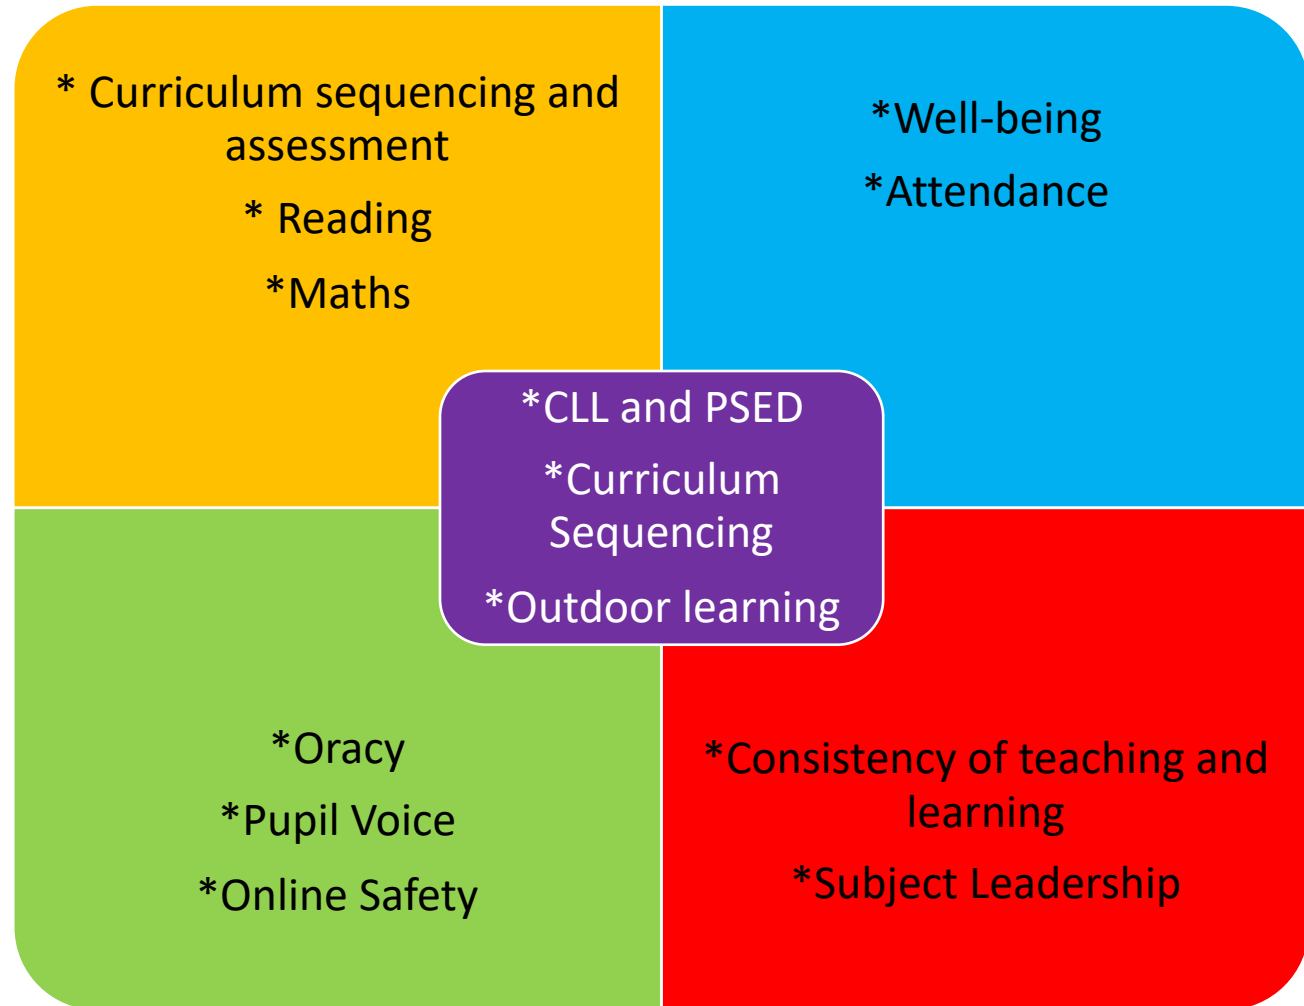 * Curriculum sequencing and
assessment
* Reading
*Maths
*Well-being
*Attendance
*CLL and PSED
*Curriculum
Sequencing
*Outdoor learning
*Oracy
*Pupil Voice
*Online Safety
*Consistency of teaching and
learning
*Subject Leadership